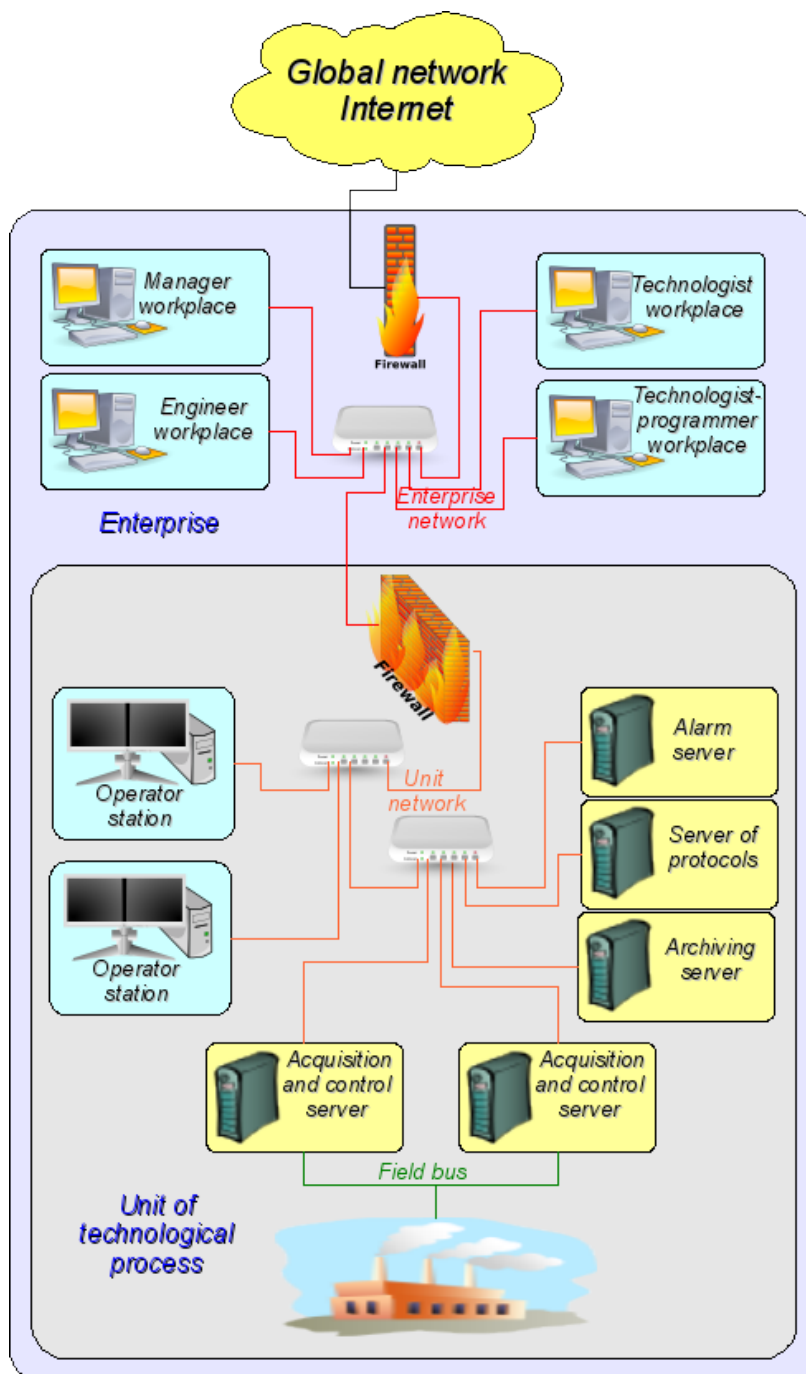 Global network
Internet
Manager
workplace
Firewall
Technologist
workplace
Engineer
workplace
Technologist-
programmer
workplace
Enterprise
network
Enterprise
Firewall
Operator
station
Unit
network
Alarm
server
Server of
protocols
Operator
station
Archiving
server
Acquisition
and control
server
Acquisition
and control
server
Field bus
Unit of
technological
process